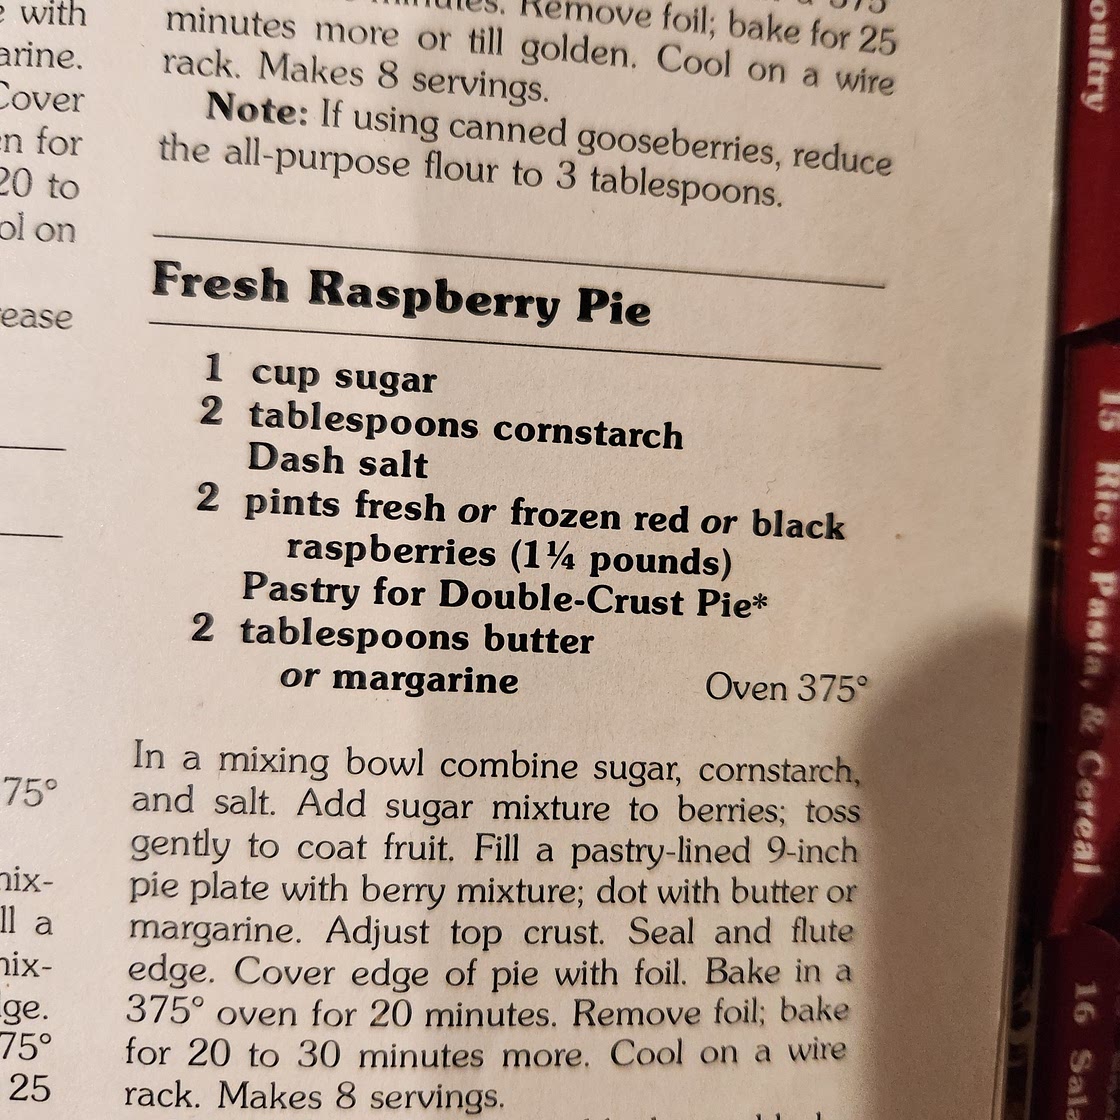 with
arine.
Cover
n for
20 to
ol on
ease
75°
nix-
ll a
nix-
ge.
75°
25
minutes. Remove foil; bake for 25
minutes more or till golden. Cool on a wire
rack. Makes 8 servings.
Note: If using canned gooseberries, reduce
the all-purpose flour to 3 tablespoons.
Fresh Raspberry Pie
1 cup sugar
2 tablespoons cornstarch
Dash salt
2 pints fresh or frozen red or black
raspberries (1¼ pounds)
Pastry for Double-Crust Pie*
2 tablespoons butter
or margarine Oven 375°
In a mixing bowl combine sugar, cornstarch,
and salt. Add sugar mixture to berries; toss
gently to coat fruit. Fill a pastry-lined 9-inch
pie plate with berry mixture; dot with butter or
margarine. Adjust top crust. Seal and flute
edge. Cover edge of pie with foil. Bake in a
375° oven for 20 minutes. Remove foil; bake
for 20 to 30 minutes more. Cool on a wire
rack. Makes 8 servings.
oultry
15 Rice, Pasta, & Cereal
16 Sal